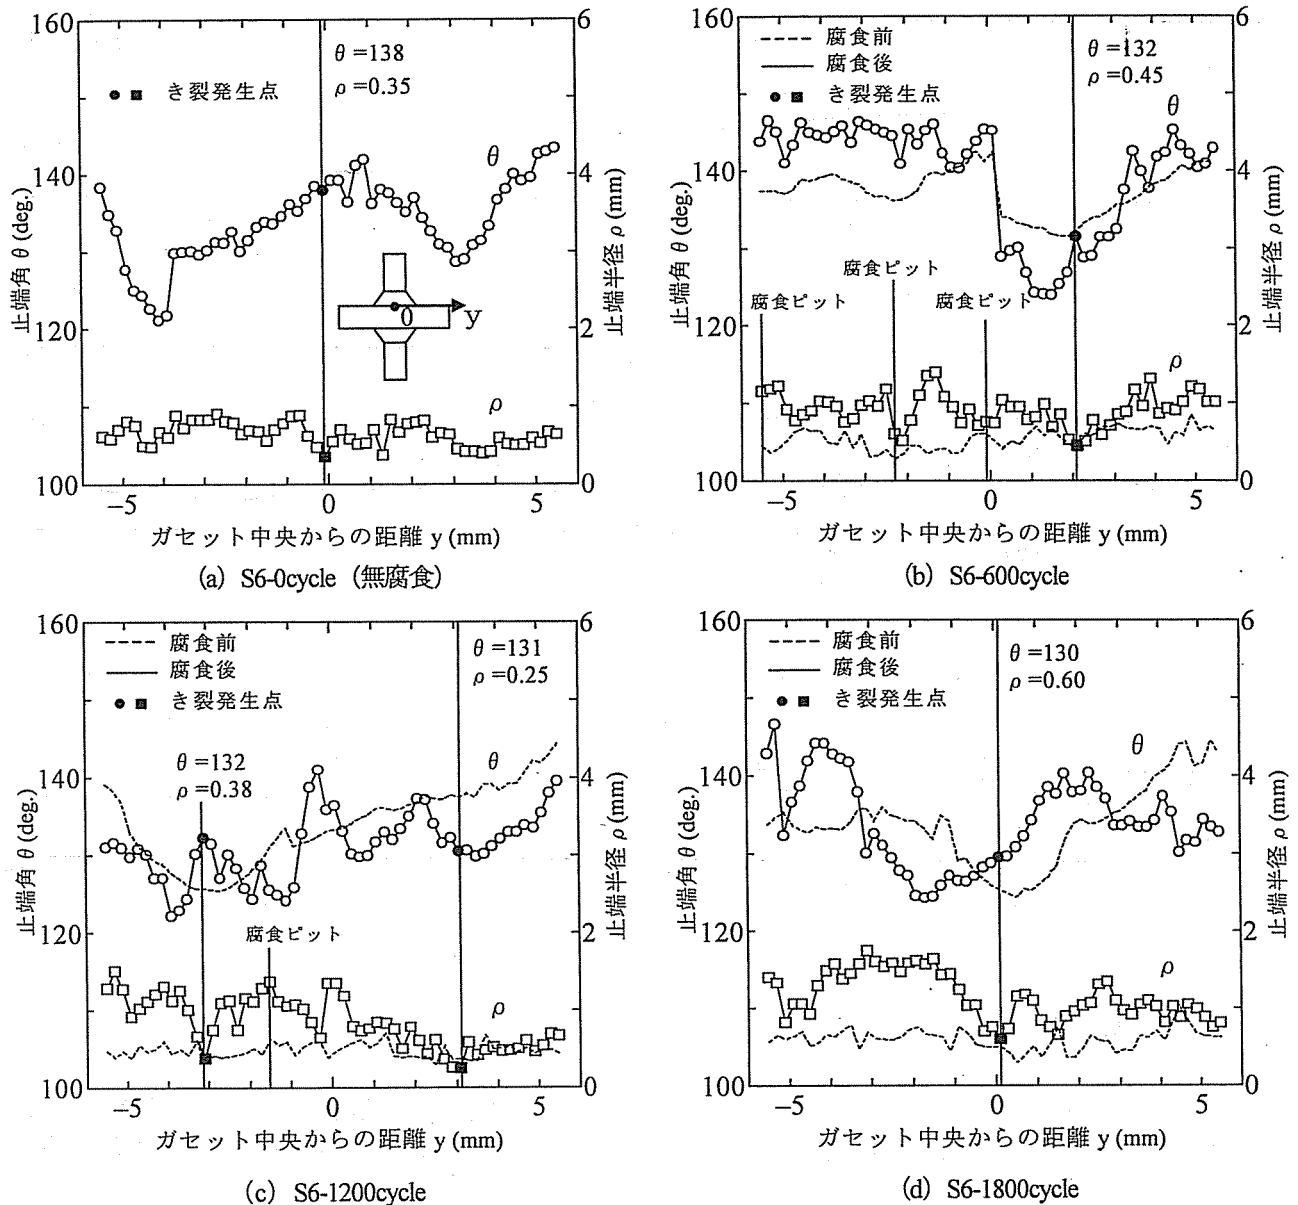 160
140
120
100
止端角 θ (deg.)
6
4
2
0
止端半径 ρ (mm)
θ =138
ρ =0.35
● ■ き裂発生点
θ
0
y
ρ
−5
0
5
ガセット中央からの距離 y (mm)
(a) S6-0cycle (無腐食)
160
140
120
100
止端角 θ (deg.)
6
4
2
0
止端半径 ρ (mm)
腐食前
腐食後
● ■ き裂発生点
θ =132
ρ =0.45
θ
腐食ピット
腐食ピット
腐食ピット
ρ
−5
0
5
ガセット中央からの距離 y (mm)
(b) S6-600cycle
160
140
120
100
止端角 θ (deg.)
6
4
2
0
止端半径 ρ (mm)
腐食前
腐食後
● ■ き裂発生点
θ =131
ρ =0.25
θ =132
ρ =0.38
θ
腐食ピット
ρ
−5
0
5
ガセット中央からの距離 y (mm)
(c) S6-1200cycle
160
140
120
100
止端角 θ (deg.)
6
4
2
0
止端半径 ρ (mm)
腐食前
腐食後
● ■ き裂発生点
θ =130
ρ =0.60
θ
ρ
−5
0
5
ガセット中央からの距離 y (mm)
(d) S6-1800cycle